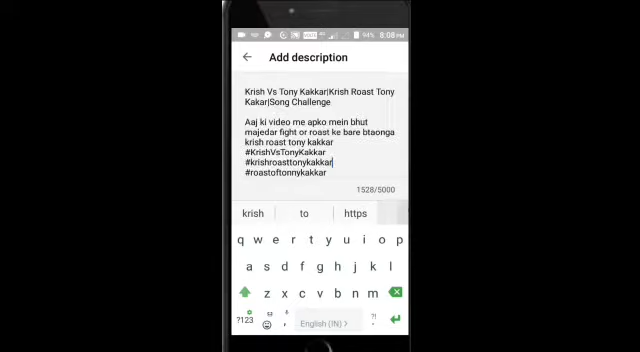 94% 8:08 PM
Add description
Krish Vs Tony Kakkar|Krish Roast Tony
Kakar|Song Challenge
Aaj ki video me apko mein bhut
majedar fight or roast ke bare btaonga
krish roast tony kakkar
#KrishVsTonyKakkar
#krishroasttonykakkar
#roastoftonnykakkar
1528/5000
krish to https
q w e r t y u i o p
a s d f g h j k l
z x c v b n m
?123 , English (IN) !? .